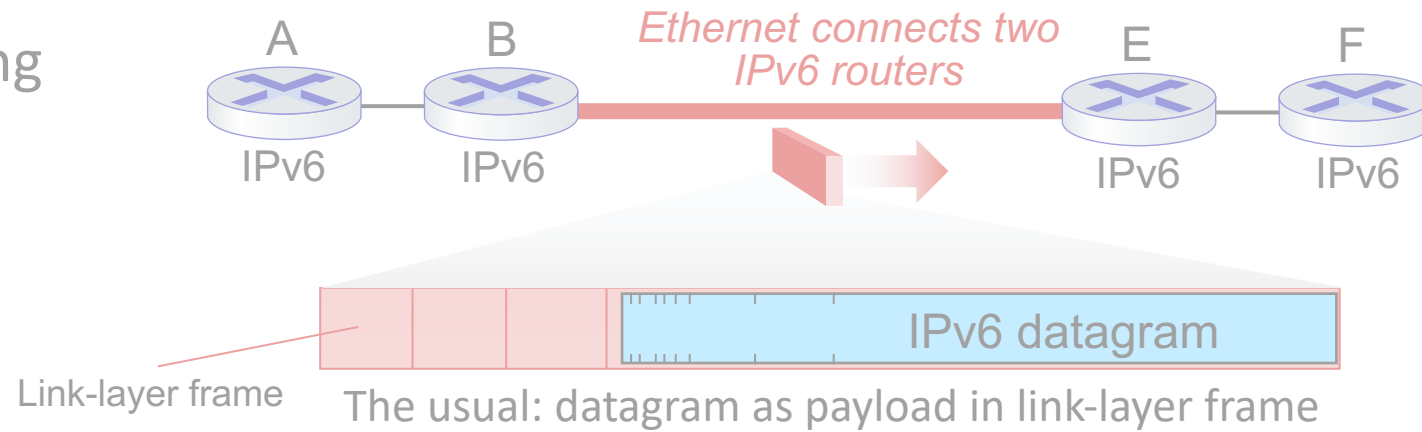 ng
A
B
Ethernet connects two
IPv6 routers
E
F
IPv6
IPv6
IPv6
IPv6
IPv6 datagram
Link-layer frame
The usual: datagram as payload in link-layer frame